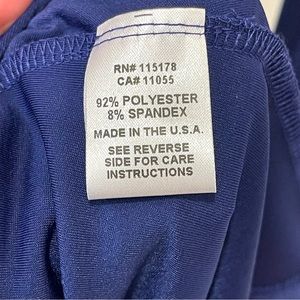 RN# 115178
CA# 11055
92% POLYESTER
8% SPANDEX
MADE IN THE U.S.A.
SEE REVERSE
SIDE FOR CARE
INSTRUCTIONS